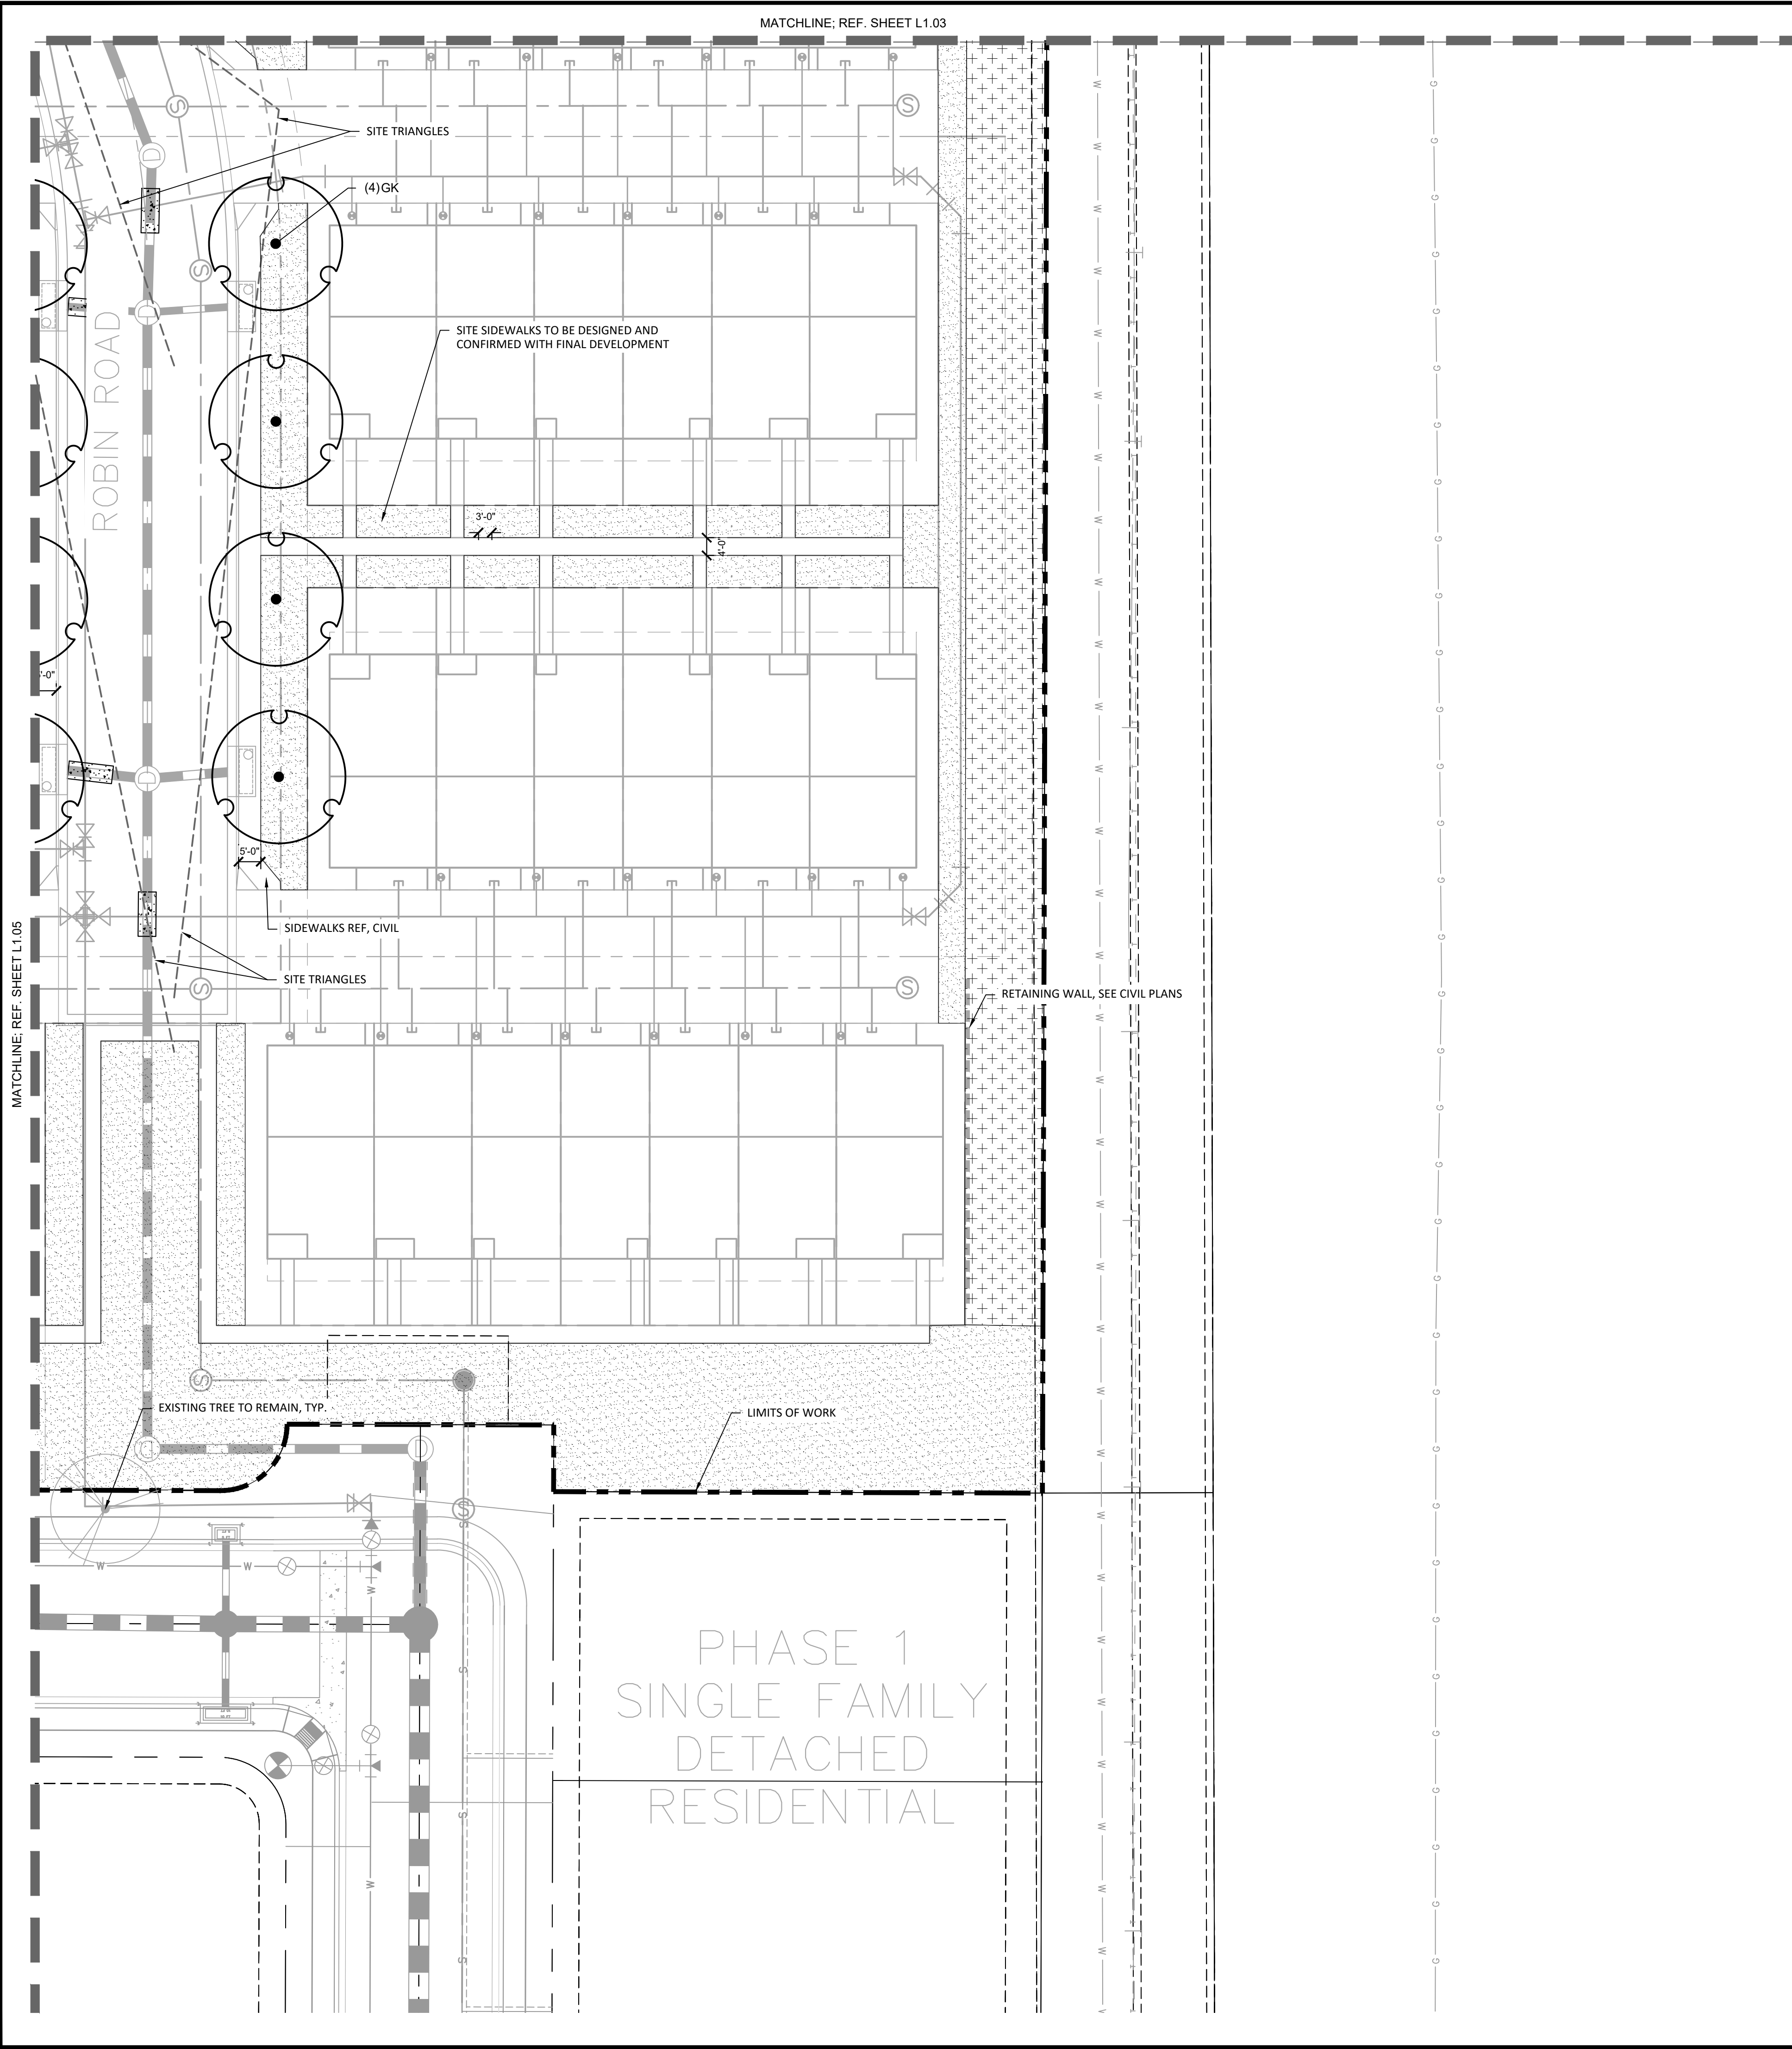 MATCHLINE; REF. SHEET L1.03
SITE TRIANGLES
(4)GK
ROBIN ROAD
SITE SIDEWALKS TO BE DESIGNED AND
CONFIRMED WITH FINAL DEVELOPMENT
3'-0"
4'-0"
'-0"
5'-0"
SIDEWALKS REF, CIVIL
SITE TRIANGLES
RETAINING WALL, SEE CIVIL PLANS
MATCHLINE; REF. SHEET L1.05
EXISTING TREE TO REMAIN, TYP.
LIMITS OF WORK
PHASE 1
SINGLE FAMILY
DETACHED
RESIDENTIAL